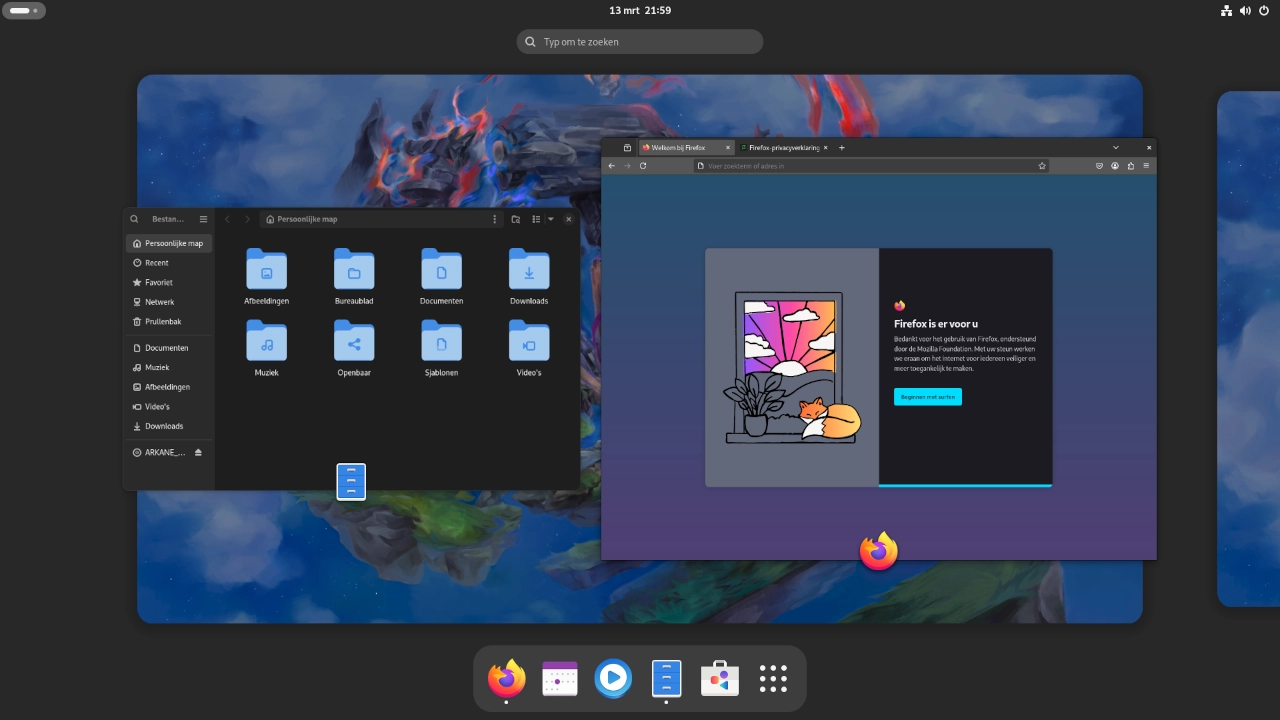 13 mrt 21:59
Typ om te zoeken
Bestan...
Persoonlijke map
Persoonlijke map
Recent
Favoriet
Netwerk
Prullenbak
Documenten
Muziek
Afbeeldingen
Video's
Downloads
ARKANE_...
Afbeeldingen
Bureaublad
Documenten
Downloads
Muziek
Openbaar
Sjablonen
Video's
Welkom bij Firefox
Firefox-privacyverklaring
Voer zoekterm of adres in
Firefox is er voor u
Bedankt voor het gebruik van Firefox, ondersteund
door de Mozilla Foundation. Met uw steun werken
we eraan om het internet voor iedereen veiliger en
meer toegankelijk te maken.
Beginnen met surfen